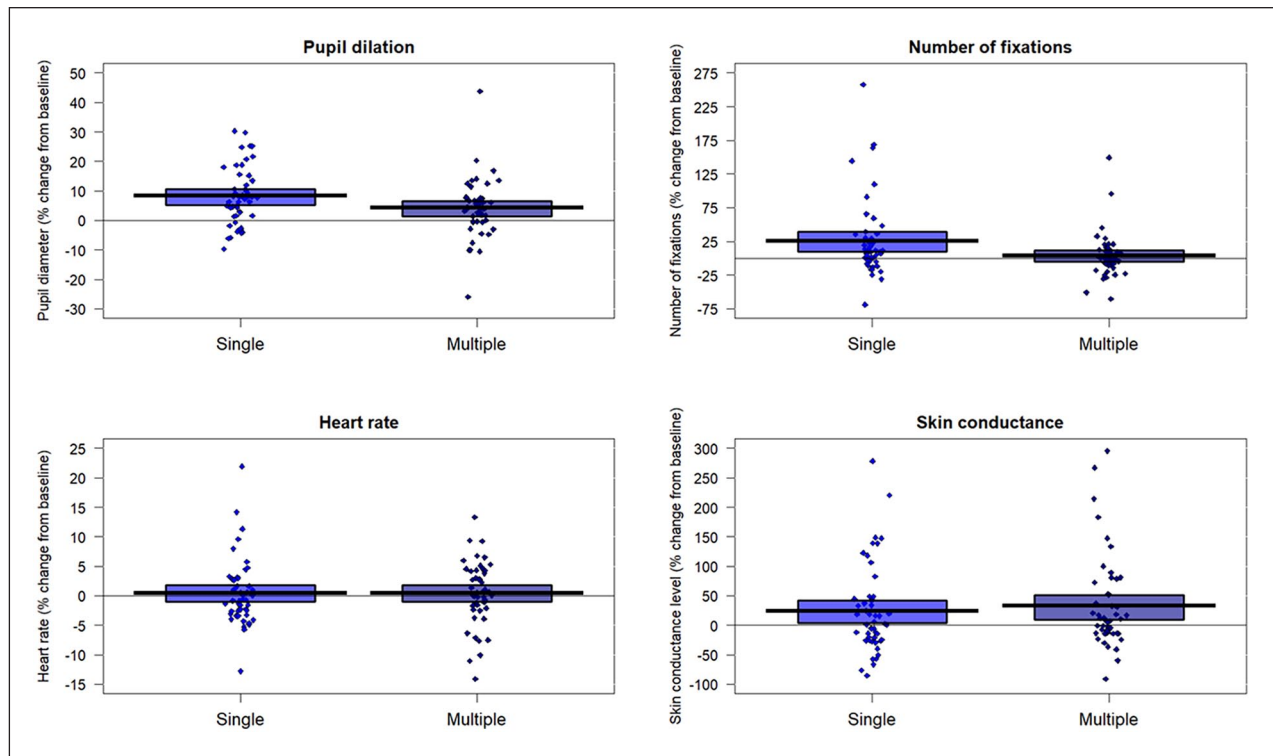 Pupil dilation
Pupil diameter (% change from baseline)
50
40
30
20
10
0
-10
-20
-30
Single
Multiple
Number of fixations
Number of fixations (% change from baseline)
275
225
175
125
75
25
-25
-75
Single
Multiple
Heart rate
Heart rate (% change from baseline)
25
20
15
10
5
0
-5
-10
-15
Single
Multiple
Skin conductance
Skin conductance level (% change from baseline)
300
250
200
150
100
50
0
-50
-100
Single
Multiple